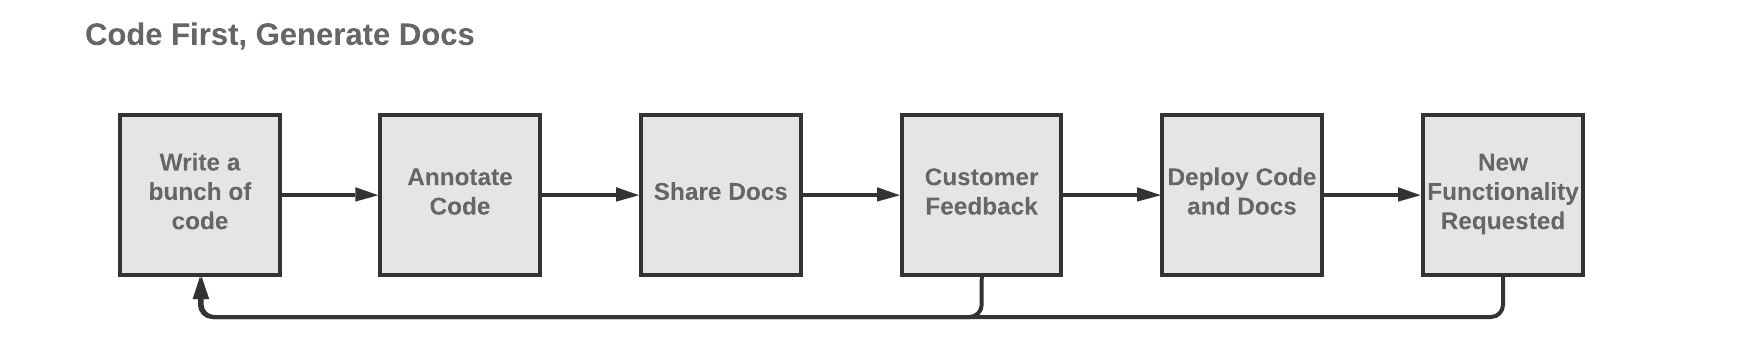 Code First, Generate Docs
Write a
bunch of
code
Annotate
Code
Share Docs
Customer
Feedback
Deploy Code
and Docs
New
Functionality
Requested